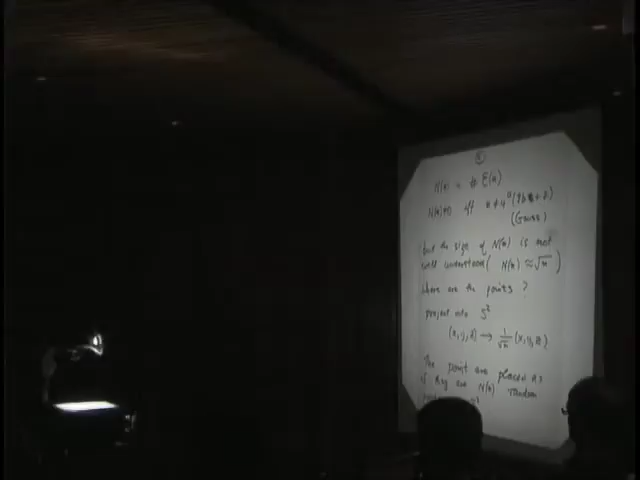 N(n) = # E(n)
N(n)≠0 iff n ≠ 4^a(8b+7)
(Gauss)
but the size of N(n) is not
well understood ( N(n) ≈ √n )
Where are the points?
project onto S²
(x,y,z) → 1/√n (x,y,z)
The point are placed as
if they are N(n) random